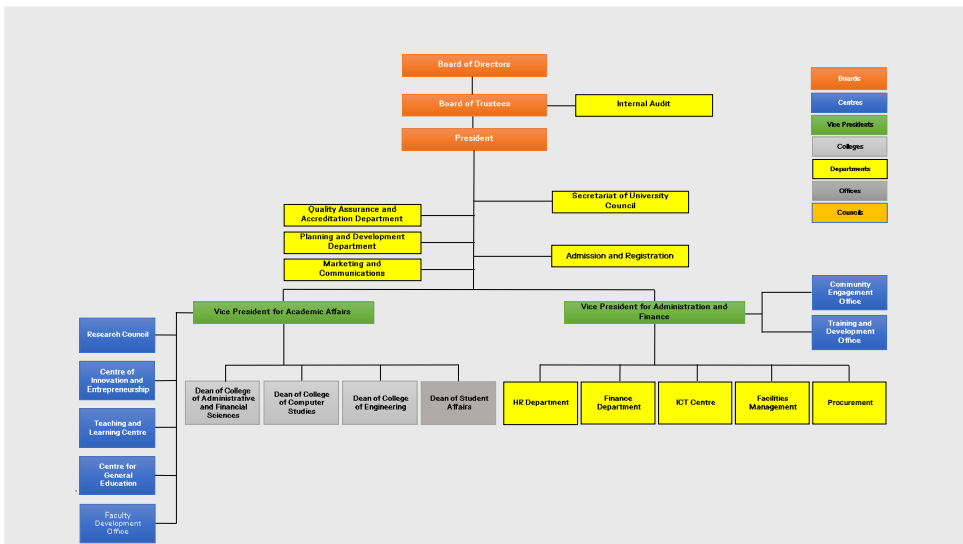 Board of Directors
Board of Trustees
Internal Audit
President
Boards
Centres
Vice Presidents
Colleges
Departments
Offices
Councils
Secretariat of University
Council
Quality Assurance and
Accreditation Department
Planning and Development
Department
Admission and Registration
Marketing and
Communications
Vice President for Academic Affairs
Vice President for Administration and
Finance
Community
Engagement
Office
Training and
Development
Office
Research Council
Centre of
Innovation and
Entrepreneurship
Teaching and
Learning Centre
Centre for
General
Education
Faculty
Development
Office
Dean of College
of Administrative
and Financial
Sciences
Dean of College
of Computer
Studies
Dean of College
of Engineering
Dean of Student
Affairs
HR Department
Finance
Department
ICT Centre
Facilities
Management
Procurement